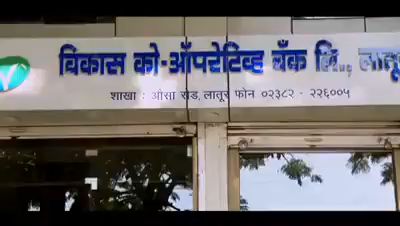 विकास को-ऑपरेटिव्ह बँक लि., लातूर
शाखा : औसा रोड, लातूर फोन ०२३८२ - २२६००५